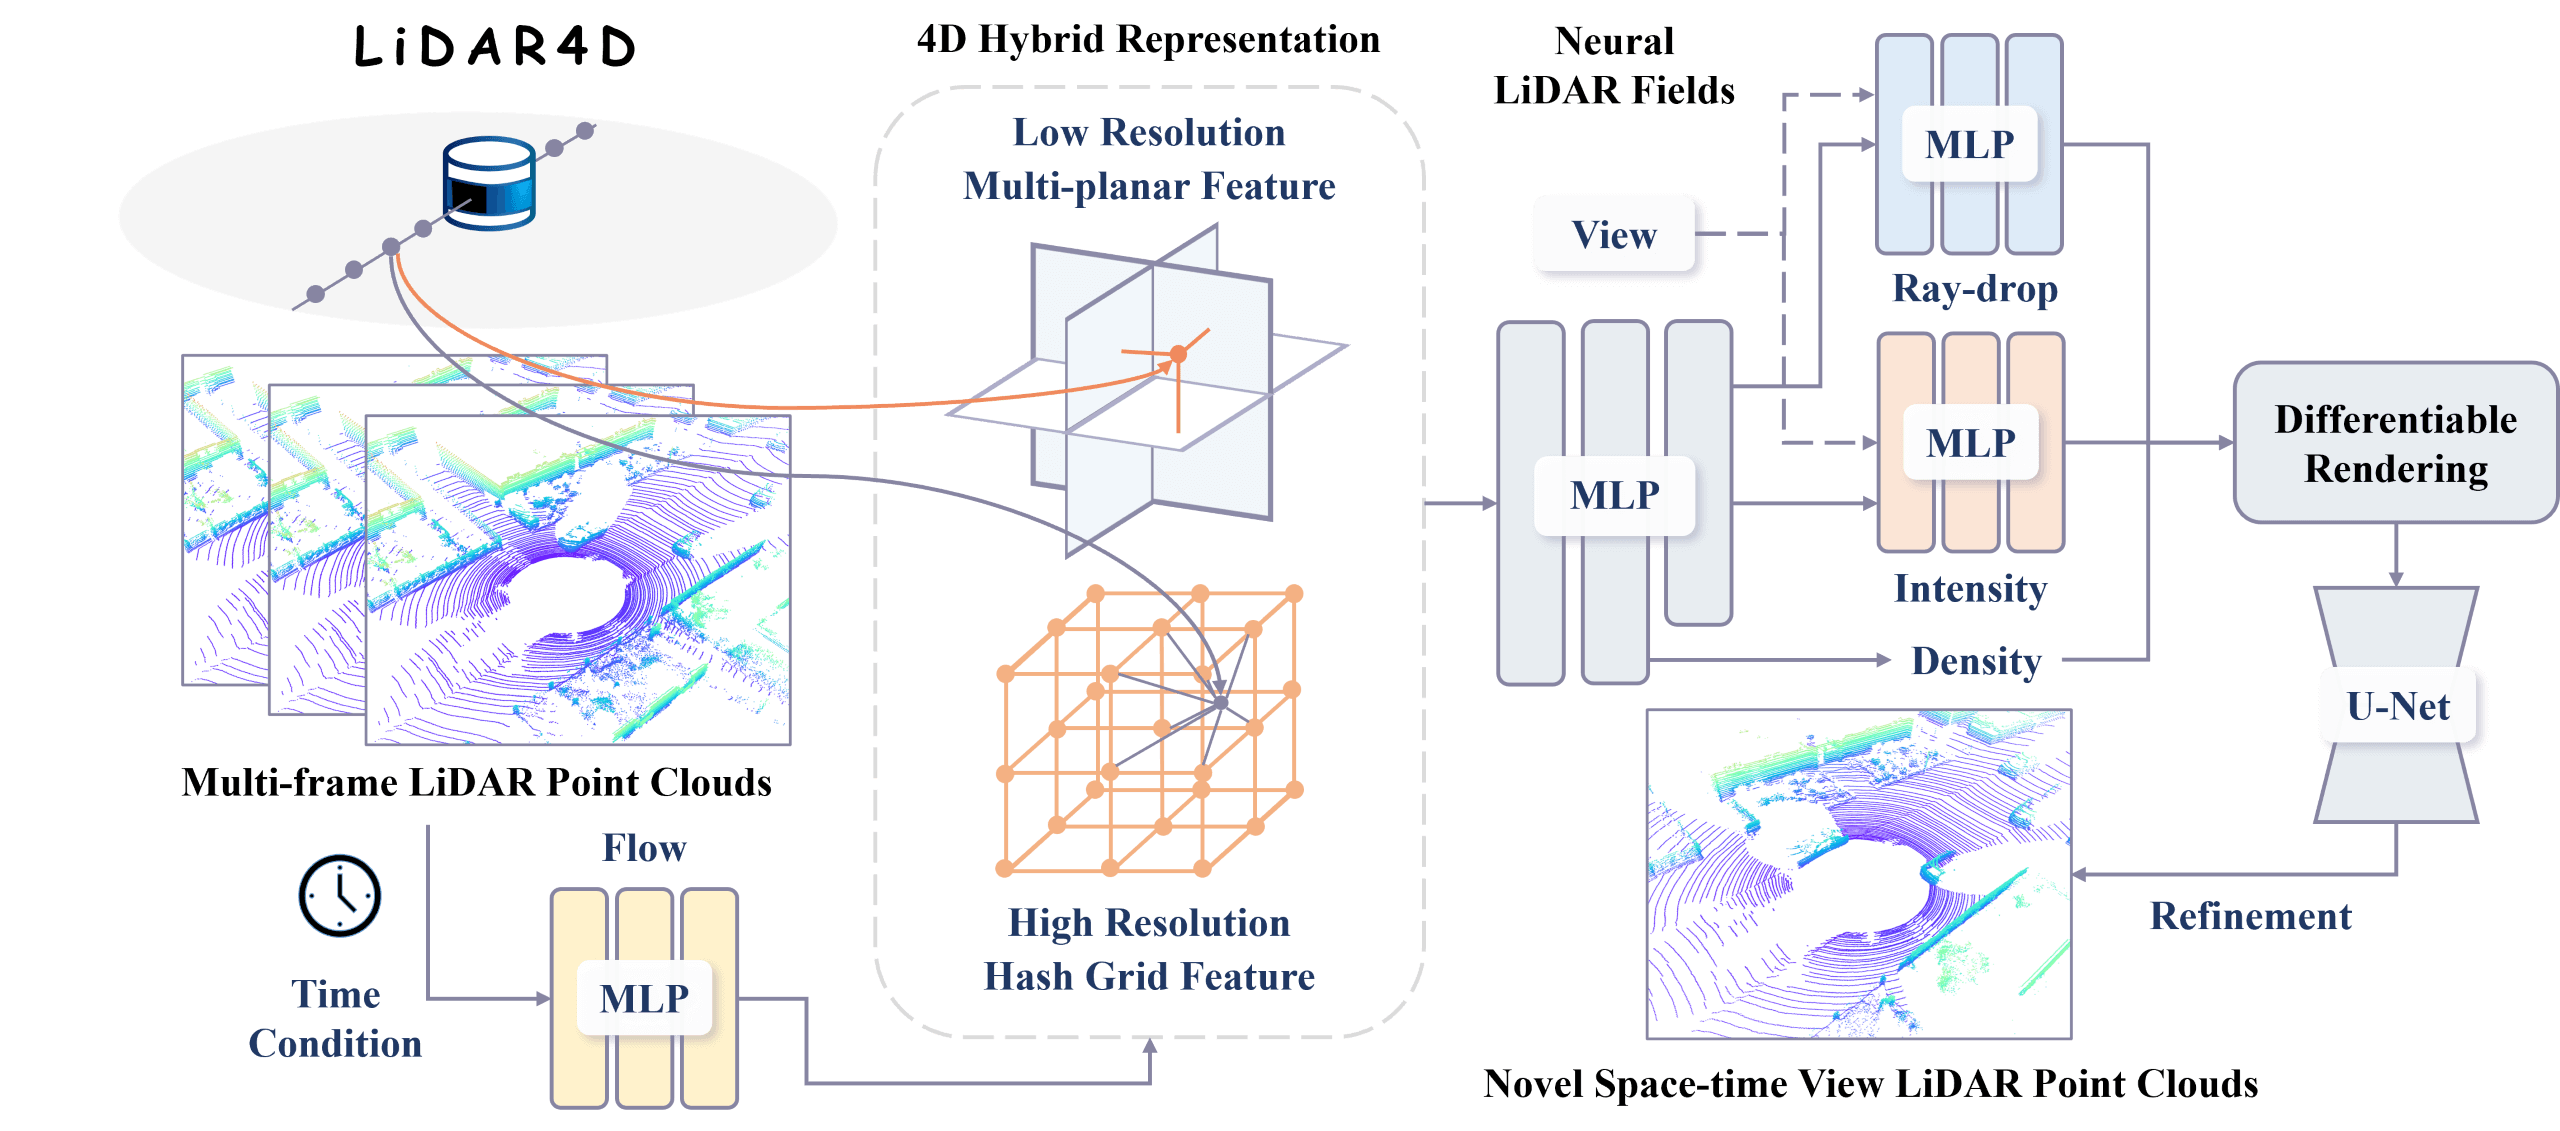 LiDAR4D
Multi-frame LiDAR Point Clouds
Time
Condition
Flow
MLP
4D Hybrid Representation
Low Resolution
Multi-planar Feature
High Resolution
Hash Grid Feature
Neural
LiDAR Fields
View
MLP
MLP
Ray-drop
MLP
Intensity
Density
Differentiable
Rendering
U-Net
Refinement
Novel Space-time View LiDAR Point Clouds